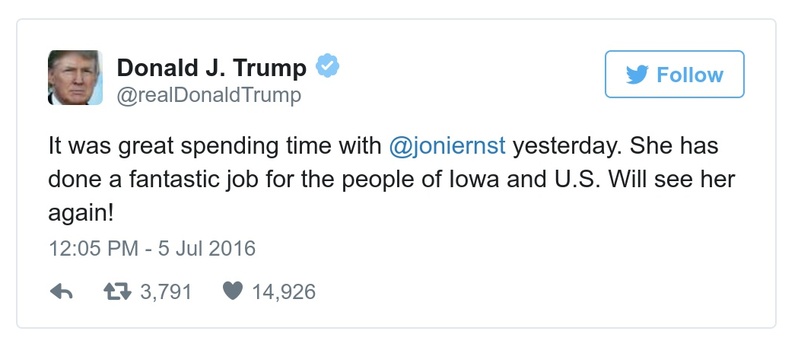 Donald J. Trump
@realDonaldTrump
Follow
It was great spending time with @joniernst yesterday. She has
done a fantastic job for the people of Iowa and U.S. Will see her
again!
12:05 PM - 5 Jul 2016
3,791 14,926